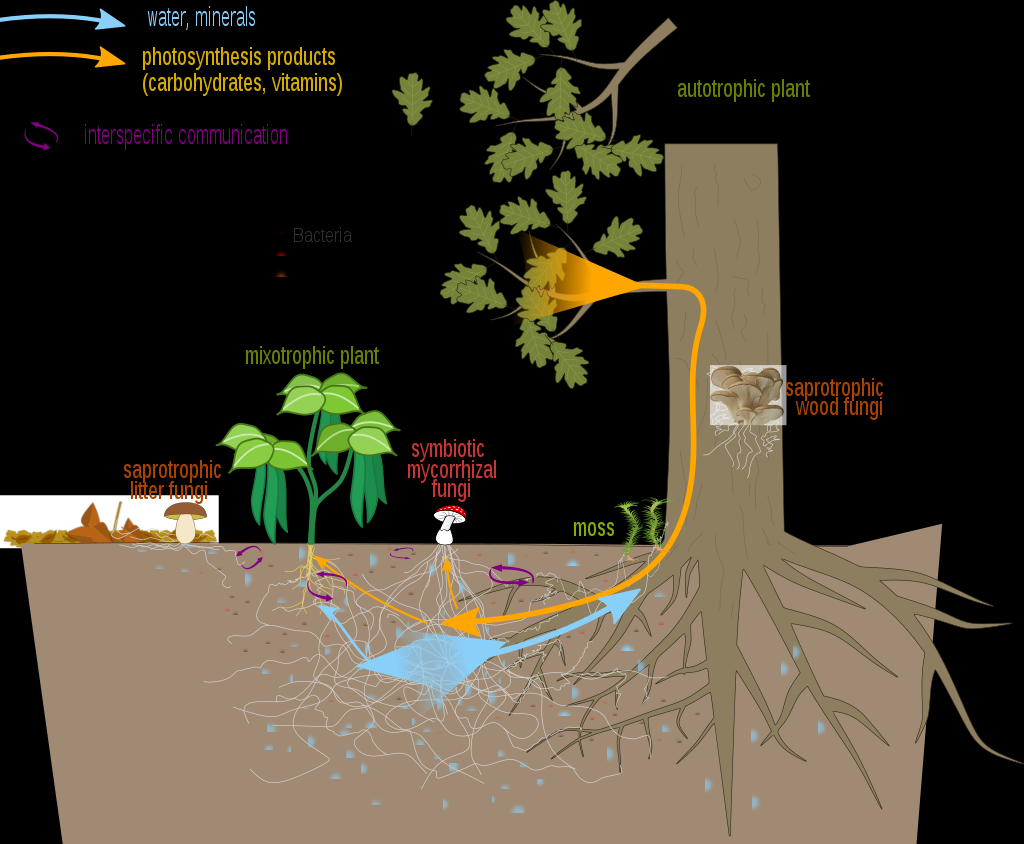 water, minerals
photosynthesis products
(carbohydrates, vitamins)
interspecific communication
autotrophic plant
Bacteria
mixotrophic plant
saprotrophic
wood fungi
symbiotic
mycorrhizal
fungi
saprotrophic
litter fungi
moss